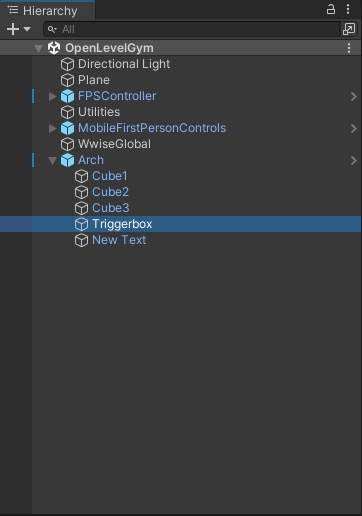 Hierarchy
All
OpenLevelGym
Directional Light
Plane
FPSController
Utilities
MobileFirstPersonControls
WwiseGlobal
Arch
Cube1
Cube2
Cube3
Triggerbox
New Text